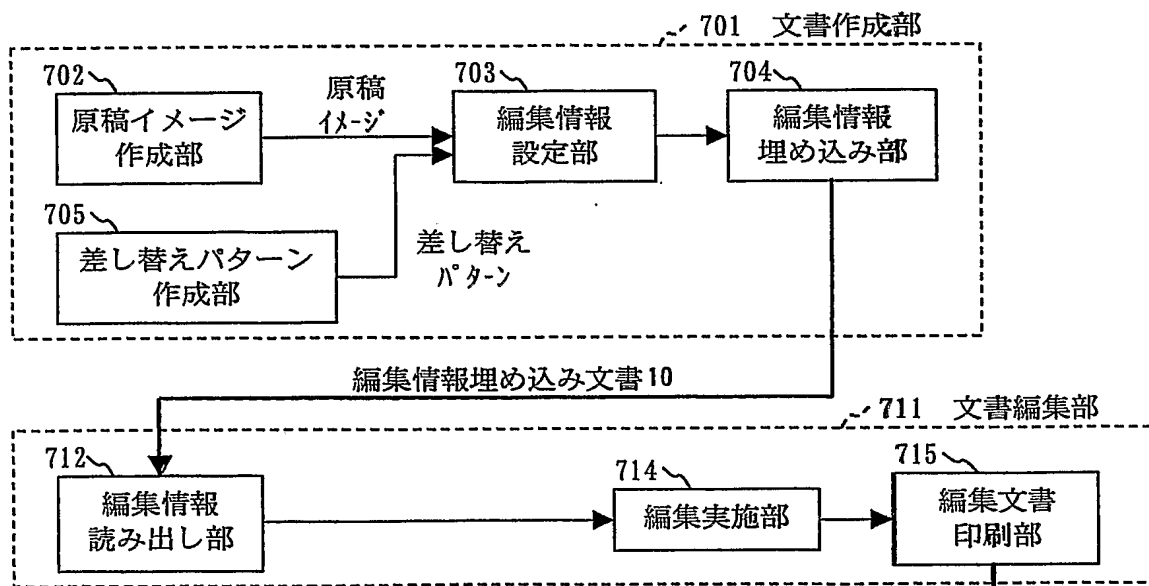 701 文書作成部
702
原稿イメージ
作成部
原稿
イメージ
703
編集情報
設定部
704
編集情報
埋め込み部
705
差し替えパターン
作成部
差し替え
パターン
編集情報埋め込み文書10
711 文書編集部
712
編集情報
読み出し部
714
編集実施部
715
編集文書
印刷部